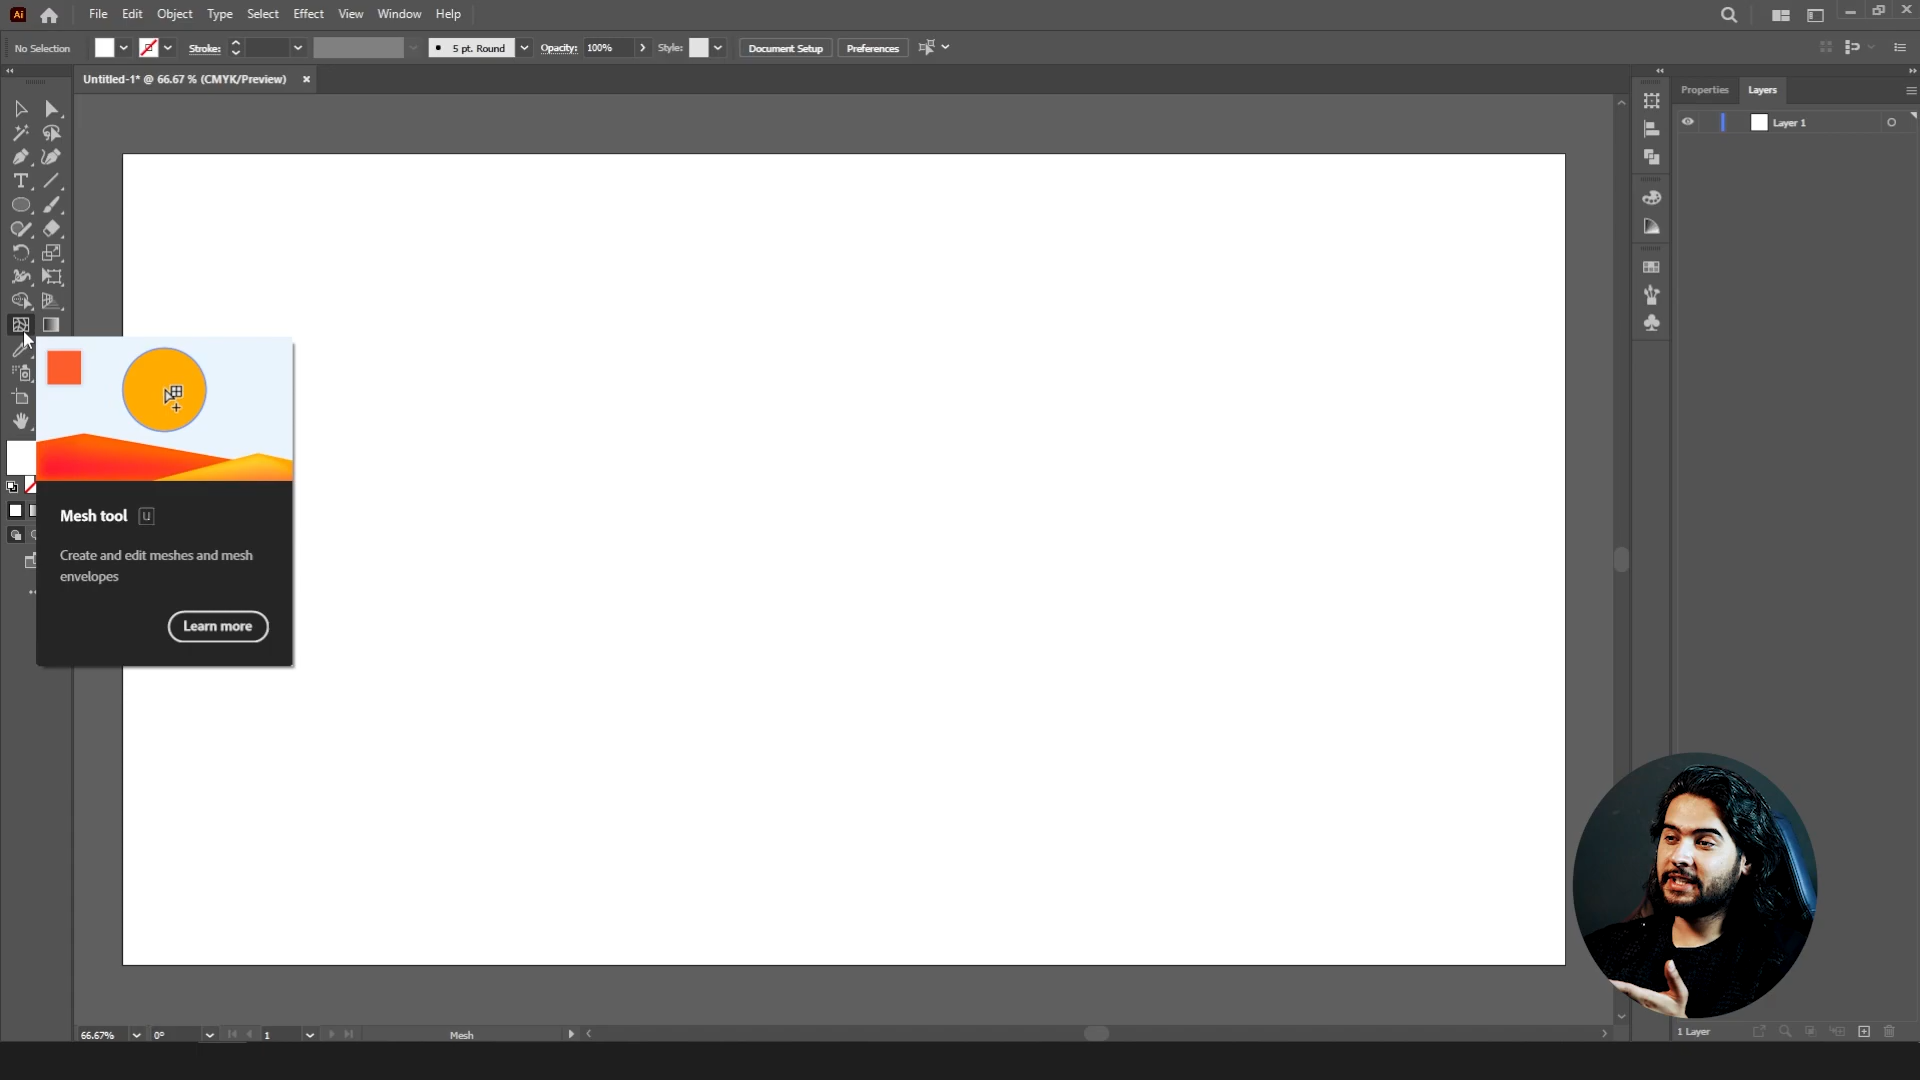 Ai File Edit Object Type Select Effect View Window Help
No Selection Stroke: 5 pt. Round Opacity: 100% Style: Document Setup Preferences
Untitled-1* @ 66.67 % (CMYK/Preview)
Properties Layers
Layer 1
Mesh tool U
Create and edit meshes and mesh
envelopes
Learn more
66.67% 0° 1 Mesh
1 Layer